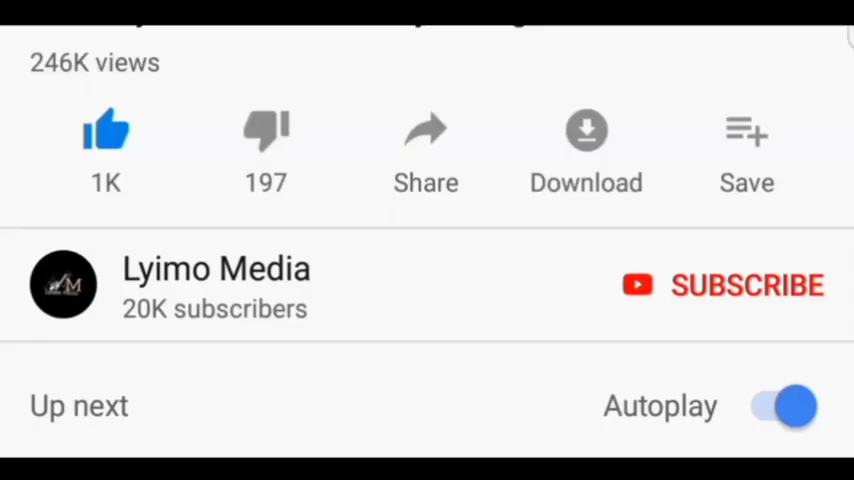 246K views
1K
197
Share
Download
Save
Lyimo Media
20K subscribers
SUBSCRIBE
Up next
Autoplay